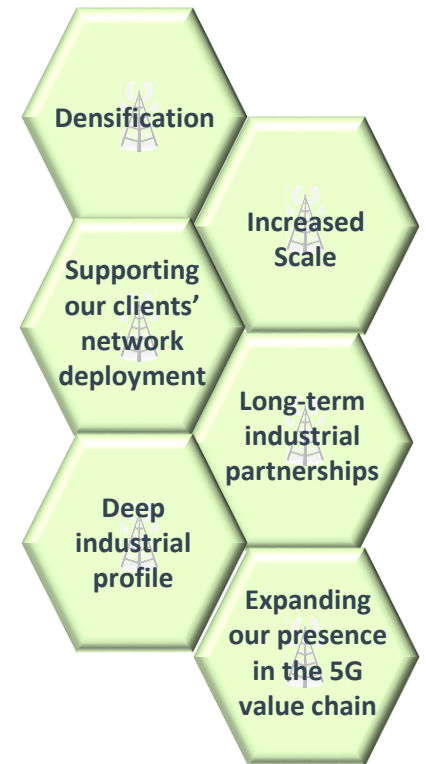 Densification
Increased
Scale
Supporting
our clients’
network
deployment
Long-term
industrial
partnerships
Deep
industrial
profile
Expanding
our presence
in the 5G
value chain